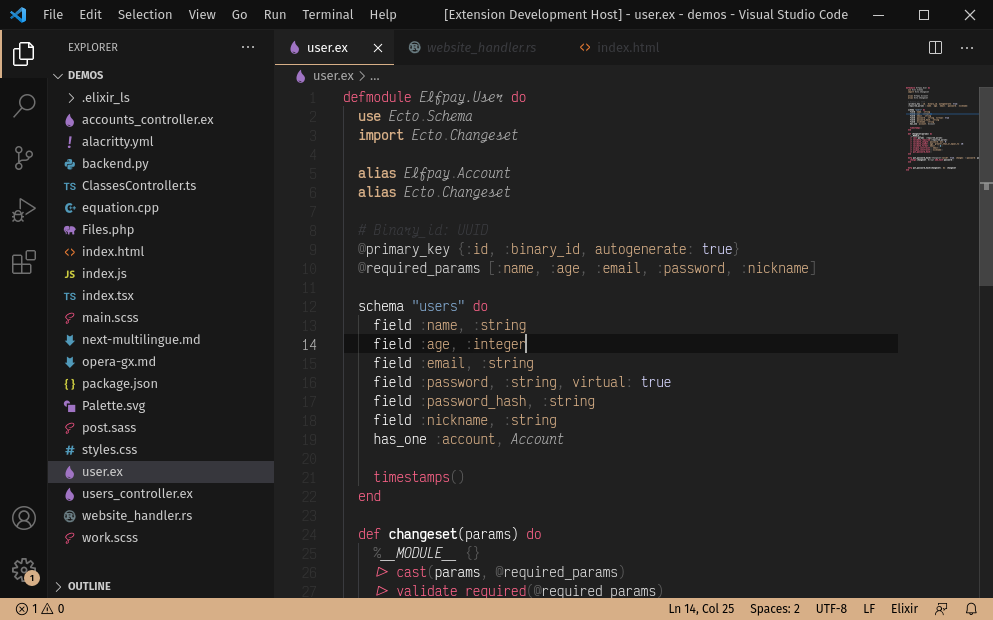 File Edit Selection View Go Run Terminal Help [Extension Development Host] - user.ex - demos - Visual Studio Code
EXPLORER
DEMOS
.elixir_ls
accounts_controller.ex
! alacritty.yml
backend.py
TS ClassesController.ts
equation.cpp
Files.php
<> index.html
JS index.js
TS index.tsx
main.scss
next-multilingue.md
opera-gx.md
{} package.json
Palette.svg
post.sass
# styles.css
user.ex
users_controller.ex
website_handler.rs
work.scss
OUTLINE
1
user.ex website_handler.rs <> index.html
user.ex > ...
1 defmodule Elfpay.User do
2 use Ecto.Schema
3 import Ecto.Changeset
4
5 alias Elfpay.Account
6 alias Ecto.Changeset
7
8 # Binary_id: UUID
9 @primary_key {:id, :binary_id, autogenerate: true}
10 @required_params [:name, :age, :email, :password, :nickname]
11
12 schema "users" do
13 field :name, :string
14 field :age, :integer
15 field :email, :string
16 field :password, :string, virtual: true
17 field :password_hash, :string
18 field :nickname, :string
19 has_one :account, Account
20
21 timestamps()
22 end
23
24 def changeset(params) do
25 %__MODULE__ {}
26 |> cast(params, @required_params)
27 |> validate_required(@required_params)
1 0 Ln 14, Col 25 Spaces: 2 UTF-8 LF Elixir